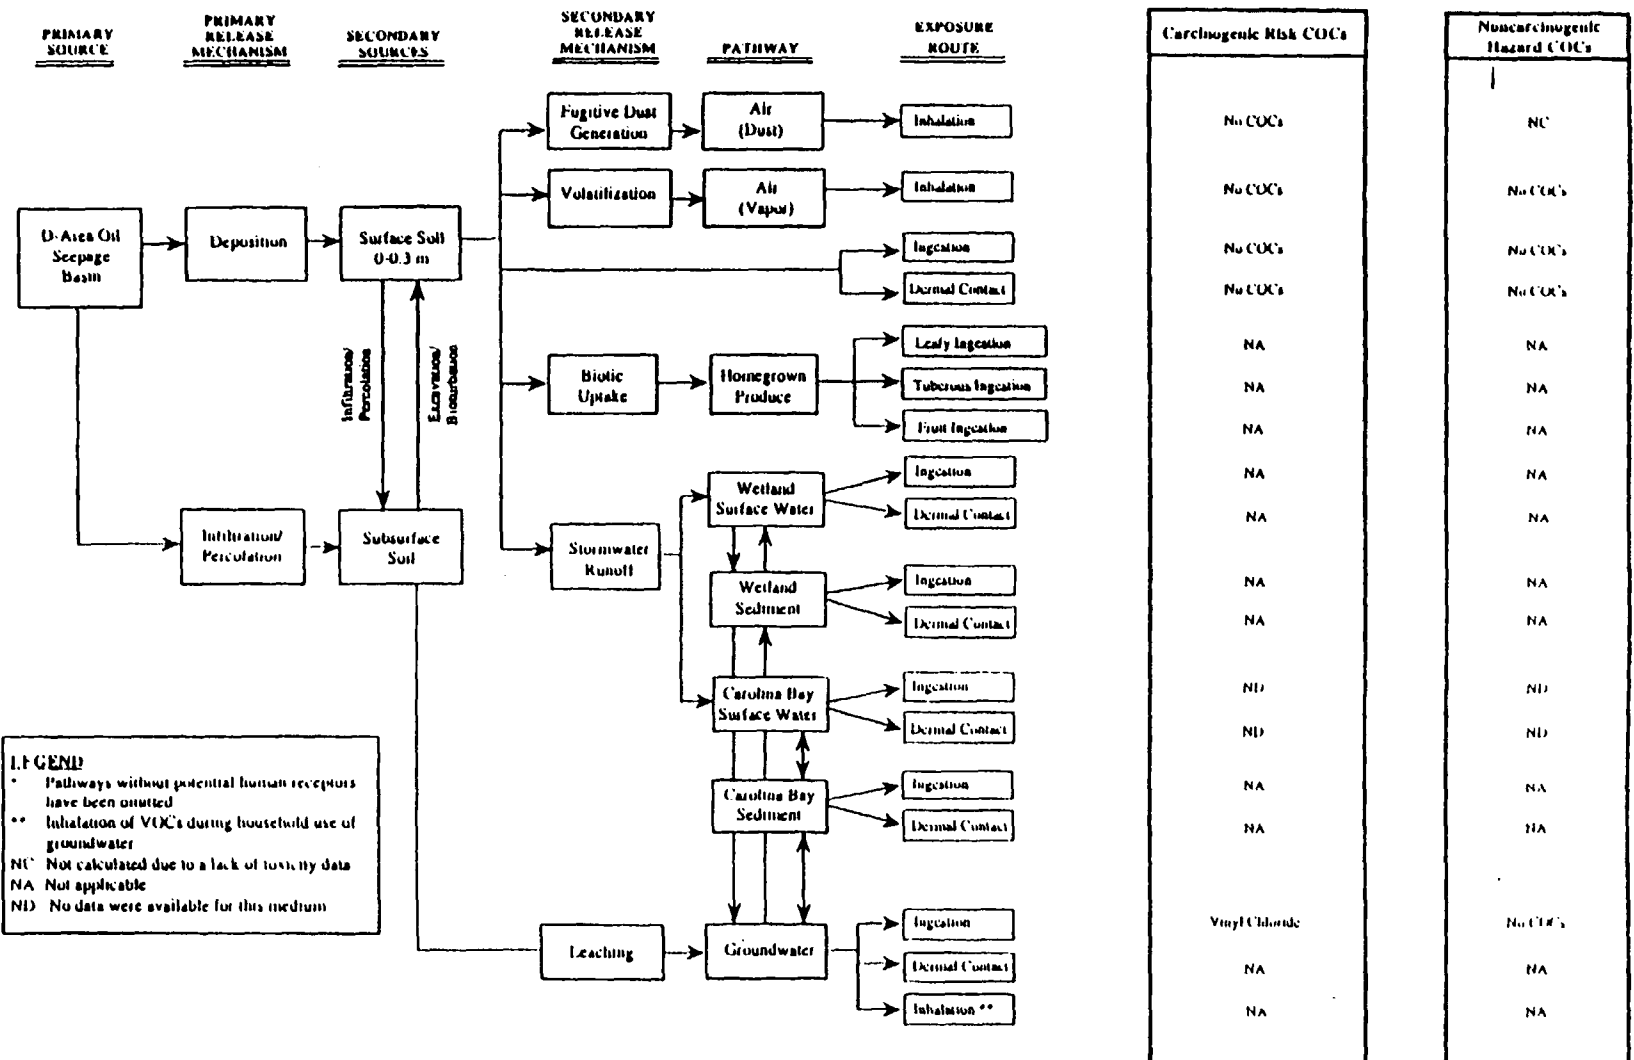 PRIMARY
SOURCE
PRIMARY
RELEASE
MECHANISM
SECONDARY
SOURCES
SECONDARY
RELEASE
MECHANISM
PATHWAY
EXPOSURE
ROUTE
Carcinogenic Risk COCs
Noncarcinogenic
Hazard COCs
Fugitive Dust
Generation
Air
(Dust)
Inhalation
No COCs
NC
Volatilization
Air
(Vapor)
Inhalation
No COCs
No COCs
D-Area Oil
Seepage
Basin
Deposition
Surface Soil
0-0.3 m
Ingestion
No COCs
No COCs
Dermal Contact
No COCs
No COCs
Infiltration/
Percolation
Excavation/
Bioturbation
Biotic
Uptake
Homegrown
Produce
Leafy Ingestion
NA
NA
Tuberous Ingestion
NA
NA
Fruit Ingestion
NA
NA
Infiltration/
Percolation
Subsurface
Soil
Stormwater
Runoff
Wetland
Surface Water
Ingestion
NA
NA
Dermal Contact
NA
NA
Wetland
Sediment
Ingestion
NA
NA
Dermal Contact
NA
NA
Carolina Bay
Surface Water
Ingestion
ND
ND
Dermal Contact
ND
ND
Carolina Bay
Sediment
Ingestion
NA
NA
Dermal Contact
NA
NA
Leaching
Groundwater
Ingestion
Vinyl Chloride
No COCs
Dermal Contact
NA
NA
Inhalation **
NA
NA
LEGEND
* Pathways without potential human receptors
have been omitted
** Inhalation of VOCs during household use of
groundwater
NC Not calculated due to a lack of toxicity data
NA Not applicable
ND No data were available for this medium